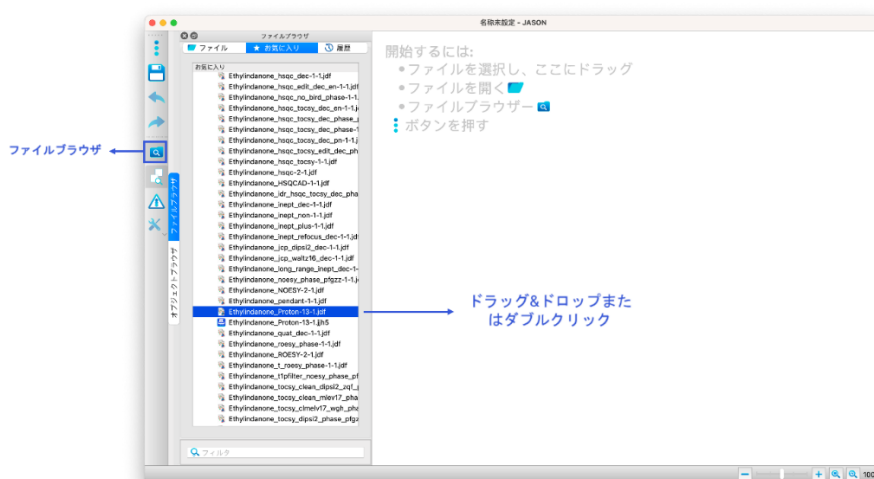 名称未設定 - JASON
ファイルブラウザ
ファイル
★ お気に入り
履歴
お気に入り
Ethylindanone_hsqc_dec-1-1.jdf
Ethylindanone_hsqc_edit_dec_en-1-1.jdf
Ethylindanone_hsqc_no_bird_phase-1-1.
Ethylindanone_hsqc_tocsy_dec_en-1-1.j
Ethylindanone_hsqc_tocsy_dec_phase_
Ethylindanone_hsqc_tocsy_dec_phase-1
Ethylindanone_hsqc_tocsy_dec_pn-1-1.j
Ethylindanone_hsqc_tocsy_edit_dec_ph
Ethylindanone_hsqc_tocsy-1-1.jdf
Ethylindanone_hsqc-2-1.jdf
Ethylindanone_HSQCAD-1-1.jdf
Ethylindanone_idr_hsqc_tocsy_dec_pha
Ethylindanone_inept_dec-1-1.jdf
Ethylindanone_inept_non-1-1.jdf
Ethylindanone_inept_plus-1-1.jdf
Ethylindanone_inept_refocus_dec-1-1.jd
Ethylindanone_jcp_dipsi2_dec-1-1.jdf
Ethylindanone_jcp_waltz16_dec-1-1.jdf
Ethylindanone_long_range_inept_dec-1-
Ethylindanone_noesy_phase_pfgzz-1-1.j
Ethylindanone_NOESY-2-1.jdf
Ethylindanone_pendant-1-1.jdf
Ethylindanone_Proton-13-1.jdf
Ethylindanone_Proton-13-1.jjh5
Ethylindanone_quat_dec-1-1.jdf
Ethylindanone_roesy_phase-1-1.jdf
Ethylindanone_ROESY-2-1.jdf
Ethylindanone_t_roesy_phase-1-1.jdf
Ethylindanone_t1pfilter_noesy_phase_pf
Ethylindanone_tocsy_clean_dipsi2_zqf_
Ethylindanone_tocsy_clean_mlev17_pha
Ethylindanone_tocsy_clmelv17_wgh_pha
Ethylindanone_tocsy_dipsi2_phase_pfgz
フィルタ
ファイルブラウザ
オブジェクトブラウザ
ファイルブラウザ
開始するには:
•ファイルを選択し、ここにドラッグ
•ファイルを開く
•ファイルブラウザー
ボタンを押す
ドラッグ&ドロップまた
はダブルクリック
100